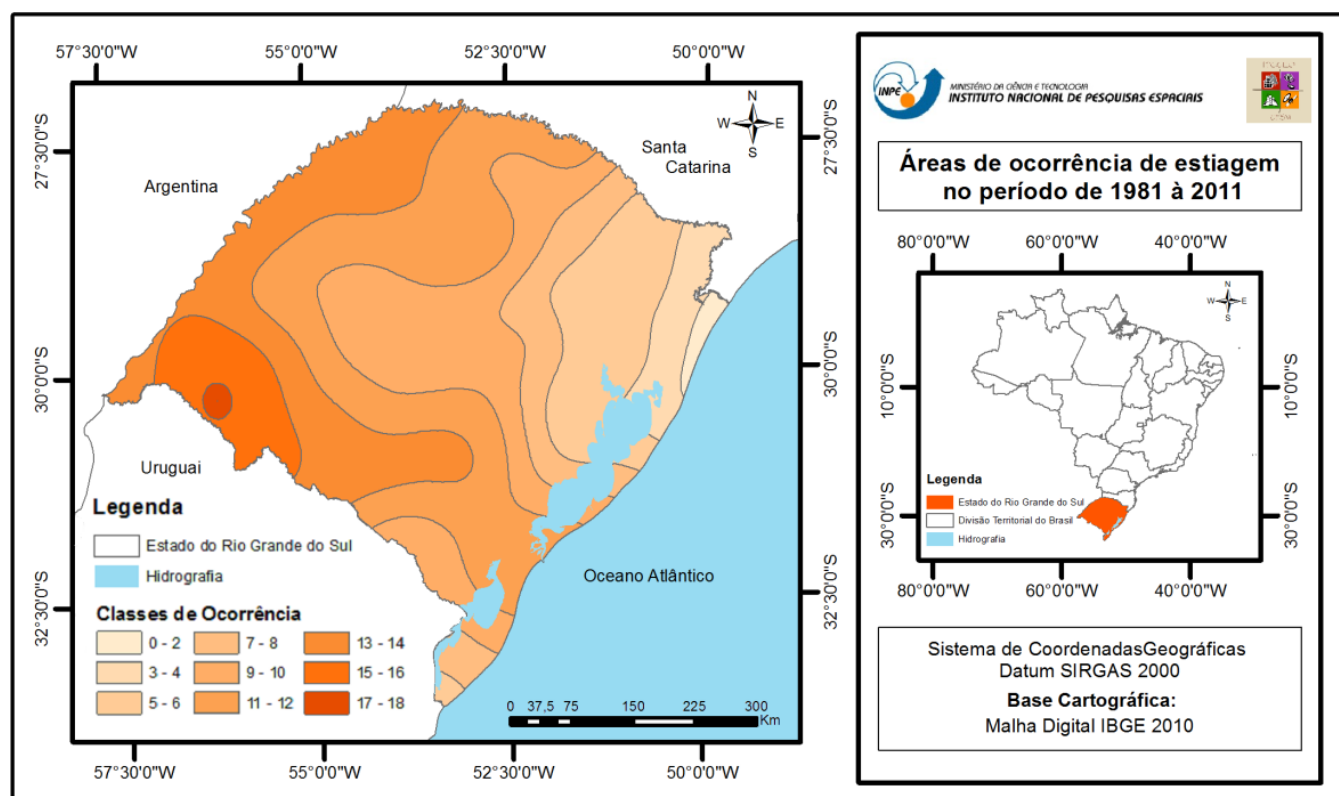 57°30'0"W
55°0'0"W
52°30'0"W
50°0'0"W
27°30'0"S
30°0'0"S
32°30'0"S
27°30'0"S
30°0'0"S
32°30'0"S
57°30'0"W
55°0'0"W
52°30'0"W
50°0'0"W
N
W E
S
Santa
Catarina
Argentina
Uruguai
Oceano Atlântico
Legenda
Estado do Rio Grande do Sul
Hidrografia
Classes de Ocorrência
0 - 2
7 - 8
13 - 14
3 - 4
9 - 10
15 - 16
5 - 6
11 - 12
17 - 18
0 37,5 75 150 225 300
Km
INPE
MINISTÉRIO DA CIÊNCIA E TECNOLOGIA
INSTITUTO NACIONAL DE PESQUISAS ESPACIAIS
Áreas de ocorrência de estiagem
no período de 1981 à 2011
80°0'0"W
60°0'0"W
40°0'0"W
10°0'0"S
30°0'0"S
10°0'0"S
30°0'0"S
N
W E
S
Legenda
Estado do Rio Grande do Sul
Divisão Territorial do Brasil
Hidrografia
80°0'0"W
60°0'0"W
40°0'0"W
Sistema de CoordenadasGeográficas
Datum SIRGAS 2000
Base Cartográfica:
Malha Digital IBGE 2010